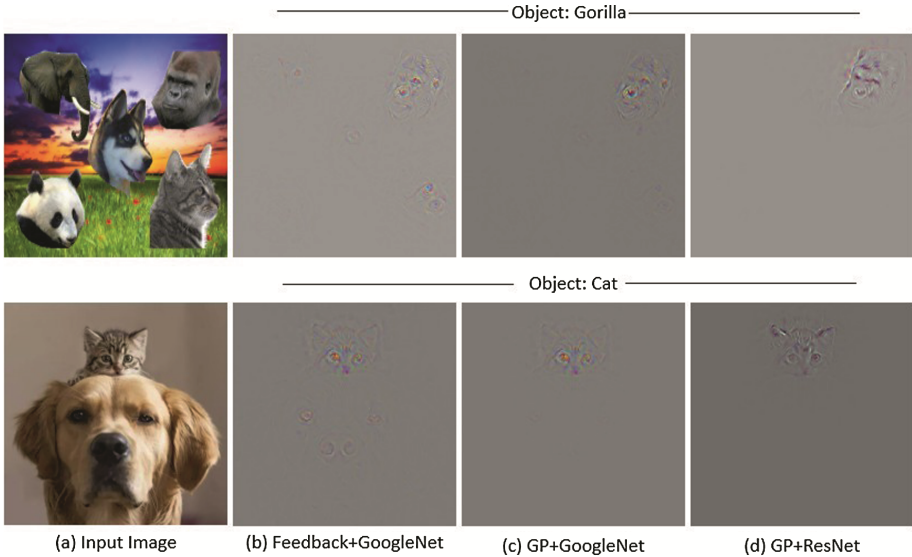 Object: Gorilla
Object: Cat
(a) Input Image
(b) Feedback+GoogleNet
(c) GP+GoogleNet
(d) GP+ResNet